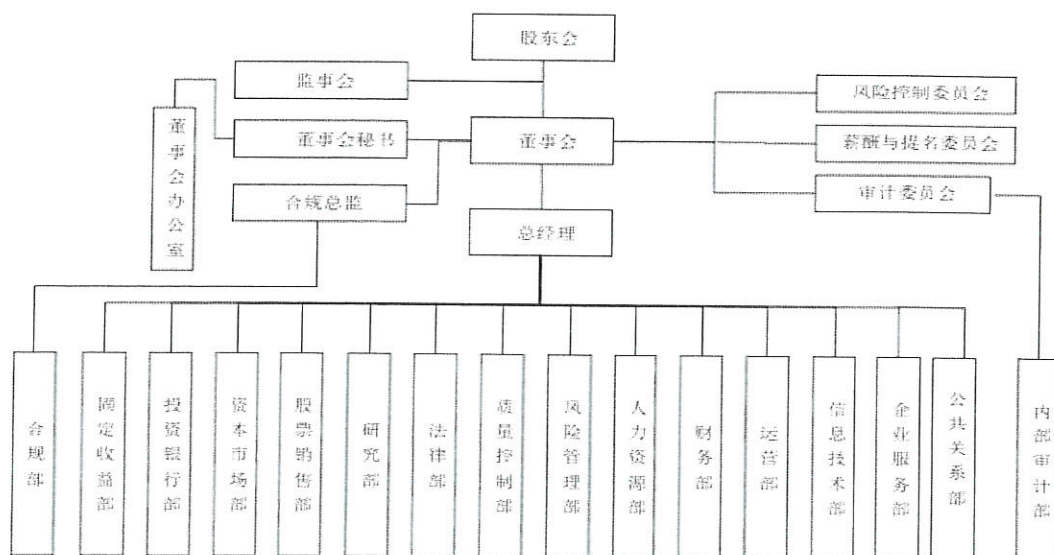 股东会
监事会
风险控制委员会
董事会办公室
董事会秘书
董事会
薪酬与提名委员会
合规总监
审计委员会
总经理
合规部
固定收益部
投资银行部
资本市场部
股票销售部
研究部
法律部
质量控制部
风险管理部
人力资源部
财务部
运营部
信息技术部
企业服务部
公共关系部
内部审计部